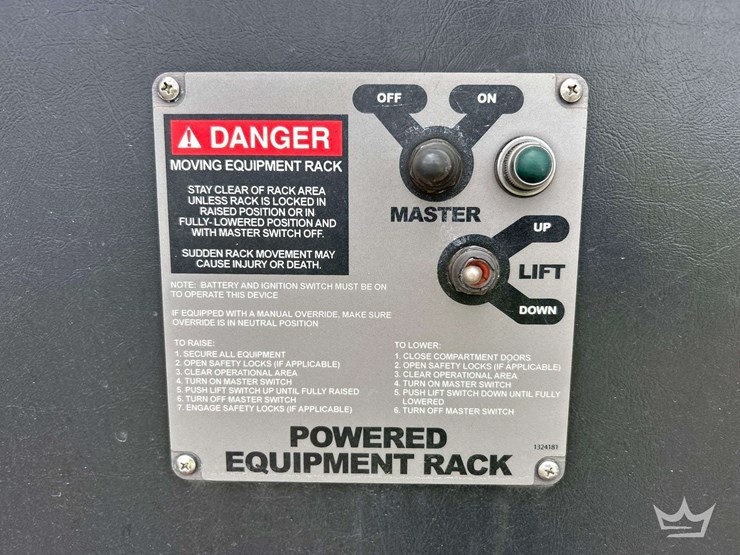 OFF
ON
DANGER
MOVING EQUIPMENT RACK
STAY CLEAR OF RACK AREA
UNLESS RACK IS LOCKED IN
RAISED POSITION OR IN
FULLY- LOWERED POSITION AND
WITH MASTER SWITCH OFF.
SUDDEN RACK MOVEMENT MAY
CAUSE INJURY OR DEATH.
MASTER
UP
LIFT
DOWN
NOTE: BATTERY AND IGNITION SWITCH MUST BE ON
TO OPERATE THIS DEVICE
IF EQUIPPED WITH A MANUAL OVERRIDE, MAKE SURE
OVERRIDE IS IN NEUTRAL POSITION
TO RAISE:
1. SECURE ALL EQUIPMENT
2. OPEN SAFETY LOCKS (IF APPLICABLE)
3. CLEAR OPERATIONAL AREA
4. TURN ON MASTER SWITCH
5. PUSH LIFT SWITCH UP UNTIL FULLY RAISED
6. TURN OFF MASTER SWITCH
7. ENGAGE SAFETY LOCKS (IF APPLICABLE)
TO LOWER:
1. CLOSE COMPARTMENT DOORS
2. OPEN SAFETY LOCKS (IF APPLICABLE)
3. CLEAR OPERATIONAL AREA
4. TURN ON MASTER SWITCH
5. PUSH LIFT SWITCH DOWN UNTIL FULLY
LOWERED
6. TURN OFF MASTER SWITCH
POWERED
EQUIPMENT RACK
1324181